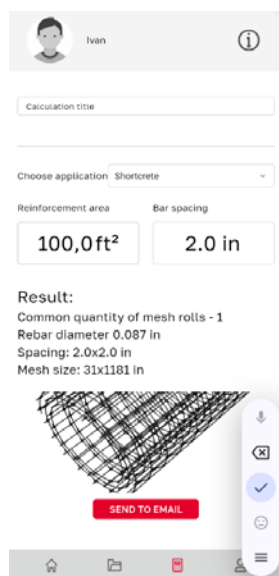 Ivan
Calculation title
Choose application Shortcrete
Reinforcement area Bar spacing
100,0ft² 2.0 in
Result:
Common quantity of mesh rolls - 1
Rebar diameter 0.087 in
Spacing: 2.0x2.0 in
Mesh size: 31x1181 in
SEND TO EMAIL